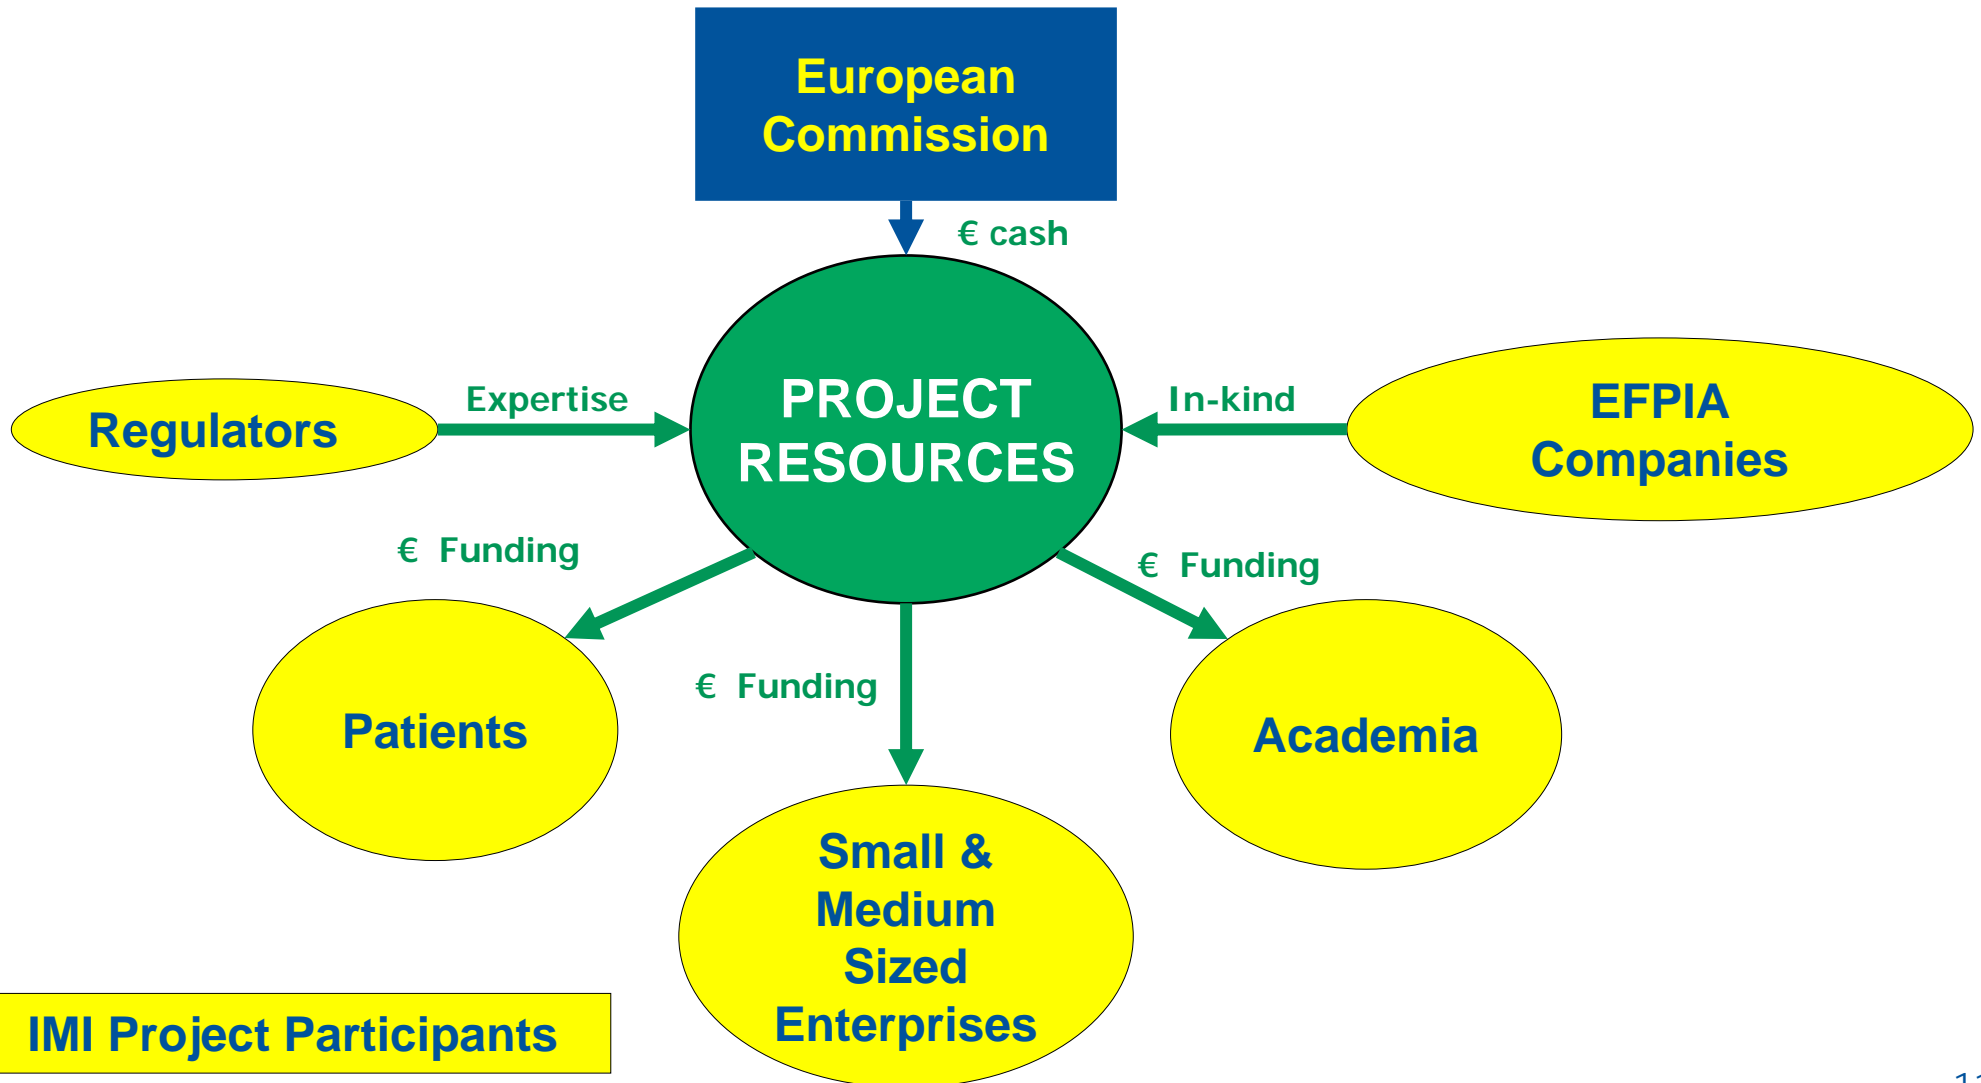 European
Commission
€ cash
Regulators
Expertise
PROJECT
RESOURCES
In-kind
EFPIA
Companies
€ Funding
€ Funding
€ Funding
Patients
Academia
Small &
Medium
Sized
Enterprises
IMI Project Participants